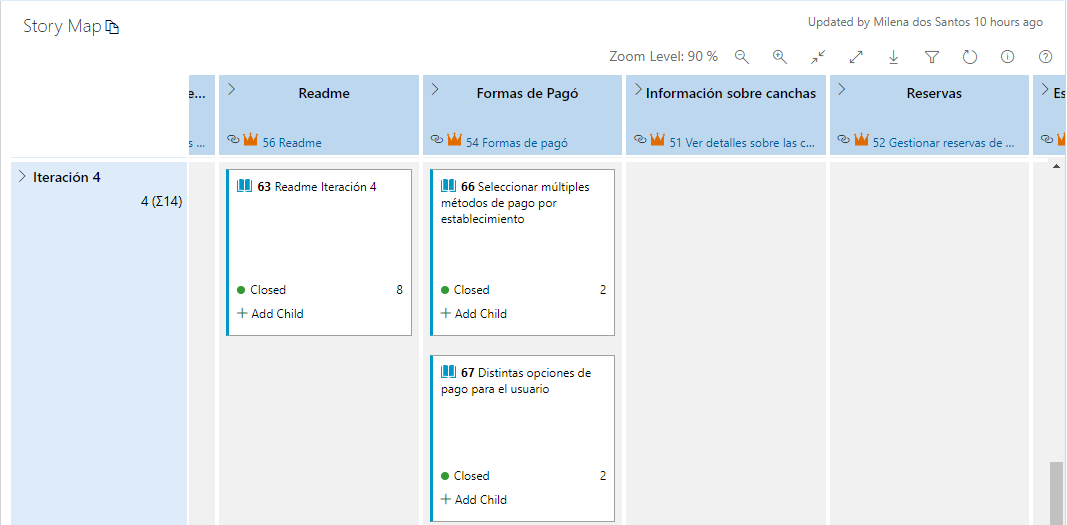 Story Map
Updated by Milena dos Santos 10 hours ago
Zoom Level: 90 %
e...
Readme
Formas de Pagó
Información sobre canchas
Reservas
Es
s ...
56 Readme
54 Formas de pagó
51 Ver detalles sobre las c...
52 Gestionar reservas de ...
Iteración 4
4 (Σ14)
63 Readme Iteración 4
Closed 8
+ Add Child
66 Seleccionar múltiples
métodos de pago por
establecimiento
Closed 2
+ Add Child
67 Distintas opciones de
pago para el usuario
Closed 2
+ Add Child